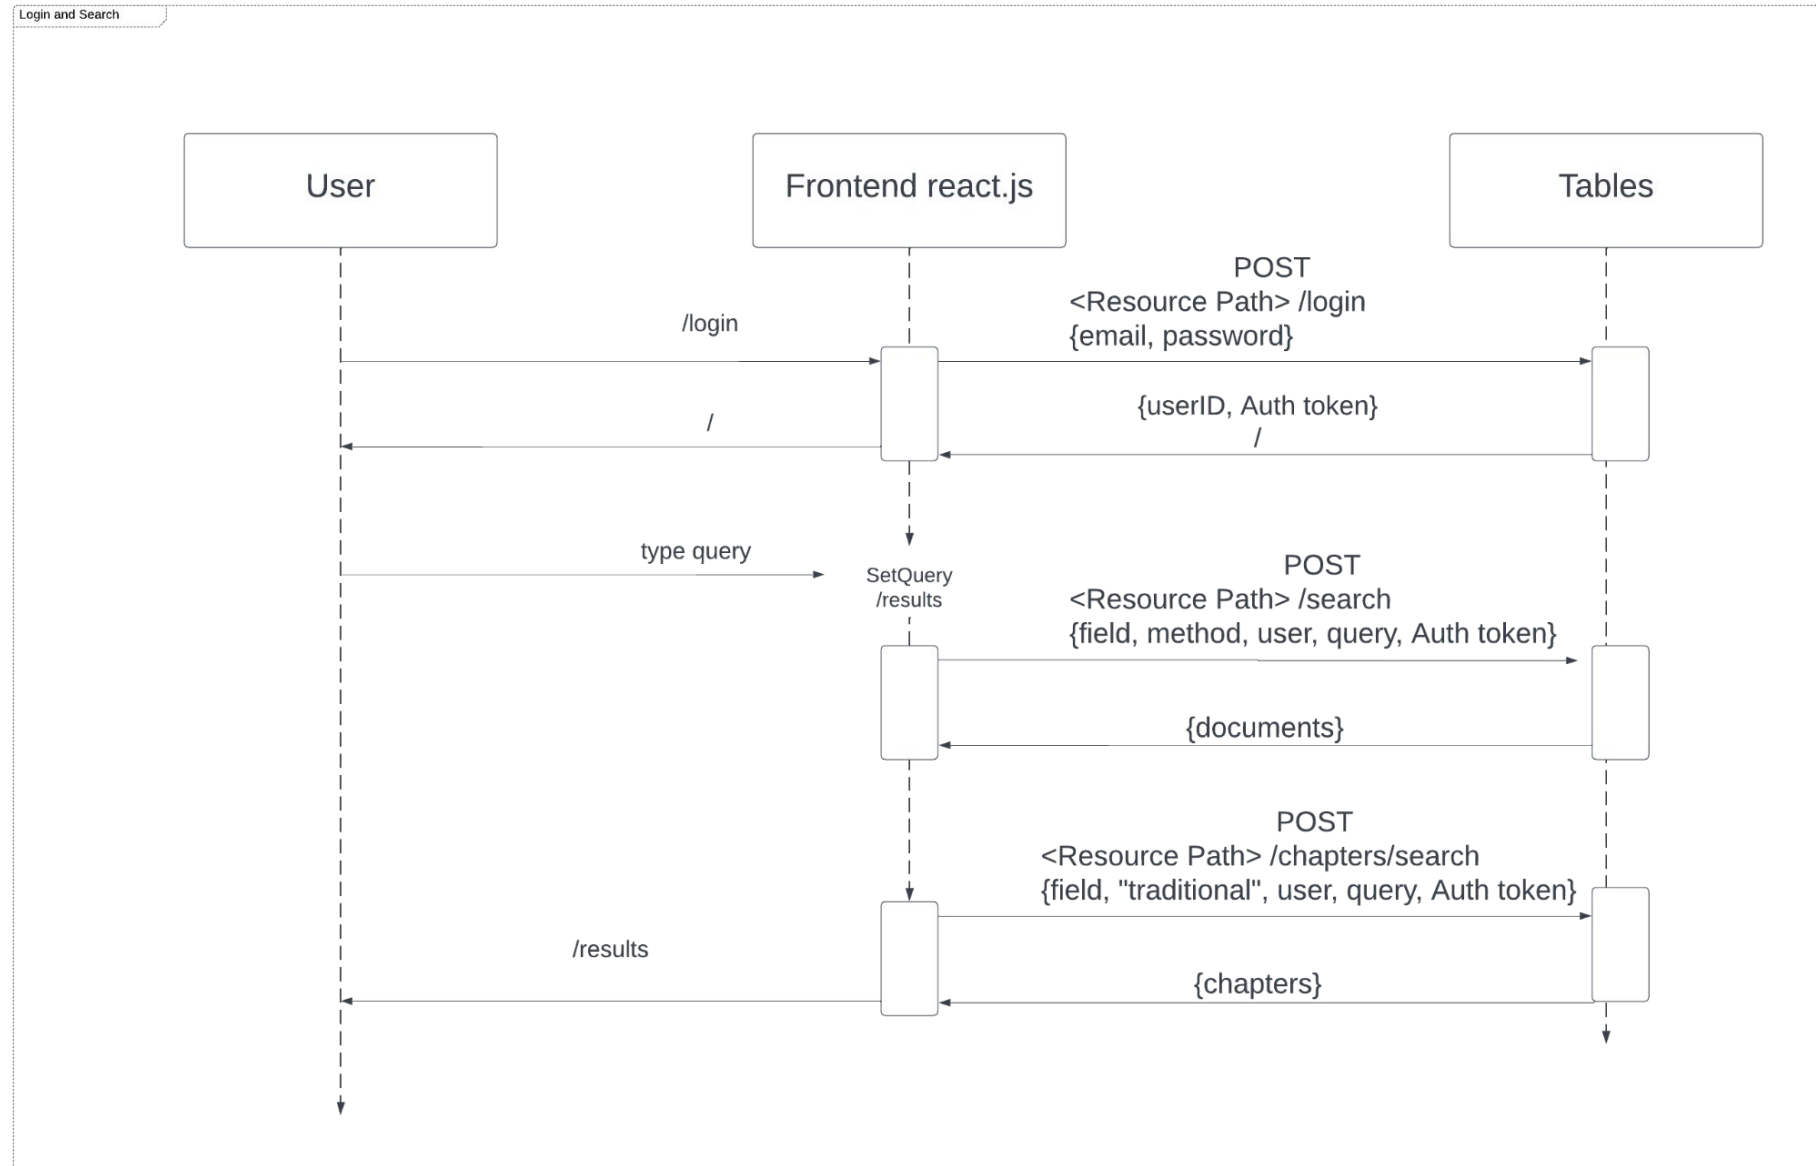 Login and Search
User
Frontend react.js
Tables
POST
<Resource Path> /login
{email, password}
/login
{userID, Auth token}
/
/
type query
SetQuery
/results
POST
<Resource Path> /search
{field, method, user, query, Auth token}
{documents}
POST
<Resource Path> /chapters/search
{field, "traditional", user, query, Auth token}
/results
{chapters}